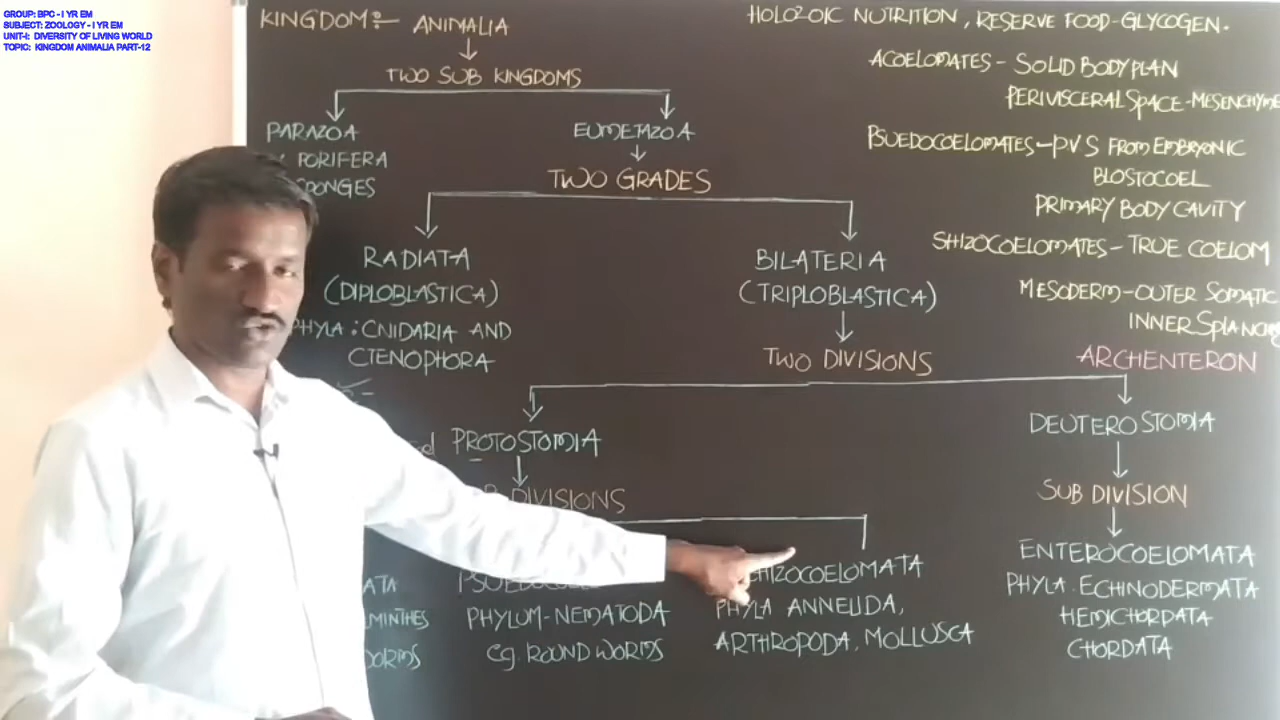 GROUP: BPC - I YR EM
SUBJECT: ZOOLOGY - I YR EM
UNIT-I: DIVERSITY OF LIVING WORLD
TOPIC: KINGDOM ANIMALIA PART-12
KINGDOM:- ANIMALIA
TWO SUB KINGDOMS
PARAZOA
PORIFERA
SPONGES
EUMETAZOA
TWO GRADES
RADIATA
(DIPLOBLASTICA)
PHYLA: CNIDARIA AND
CTENOPHORA
BILATERIA
(TRIPLOBLASTICA)
TWO DIVISIONS
PROTOSTOMIA
DIVISIONS
PHYLUM-NEMATODA
eg. ROUND WORMS
SHIZOCOELOMATA
PHYLA ANNELIDA,
ARTHROPODA, MOLLUSCA
DEUTEROSTOMIA
SUB DIVISION
ENTEROCOELOMATA
PHYLA. ECHINODERMATA
HEMICHORDATA
CHORDATA
HOLOZOIC NUTRITION, RESERVE FOOD-GLYCOGEN.
ACOELOMATES - SOLID BODY PLAN
PERIVISCERAL SPACE-MESENCHYME
PSUEDOCOELOMATES-PVS FROM EMBRYONIC
BLOSTOCOEL
PRIMARY BODY CAVITY
SHIZOCOELOMATES - TRUE COELOM
MESODERM-OUTER SOMATIC
INNER
ARCHENTERON